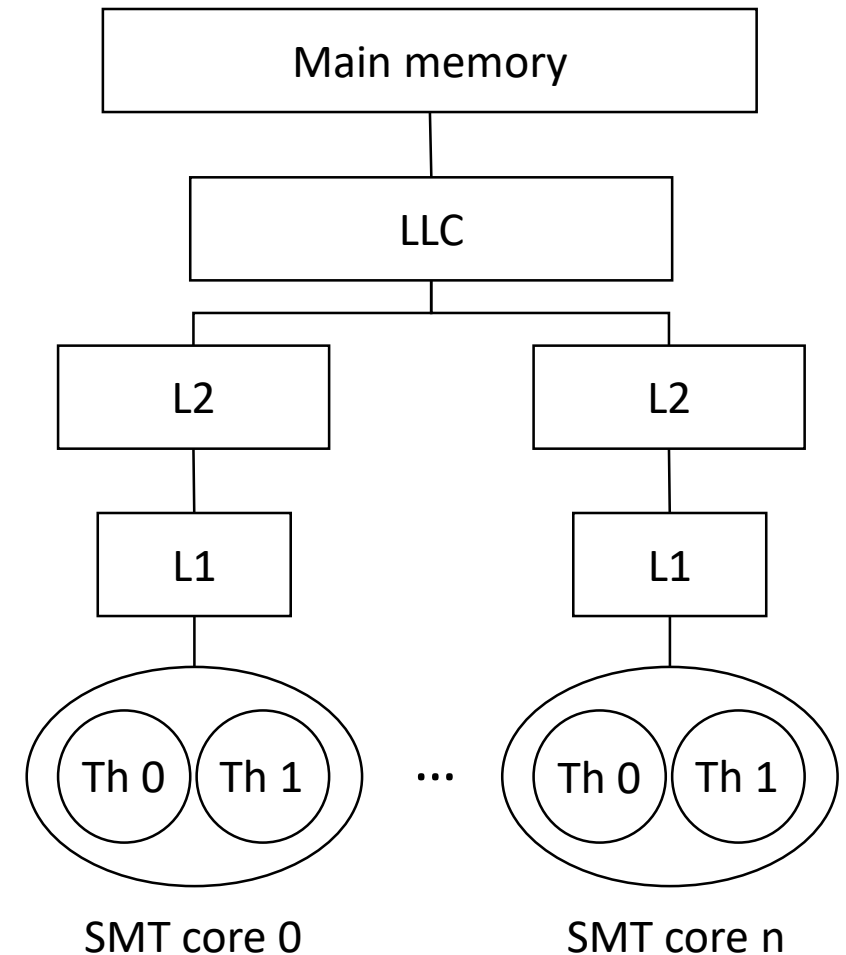 Main memory
LLC
L2 L2
L1 L1
Th 0 Th 1 ... Th 0 Th 1
SMT core 0 SMT core n